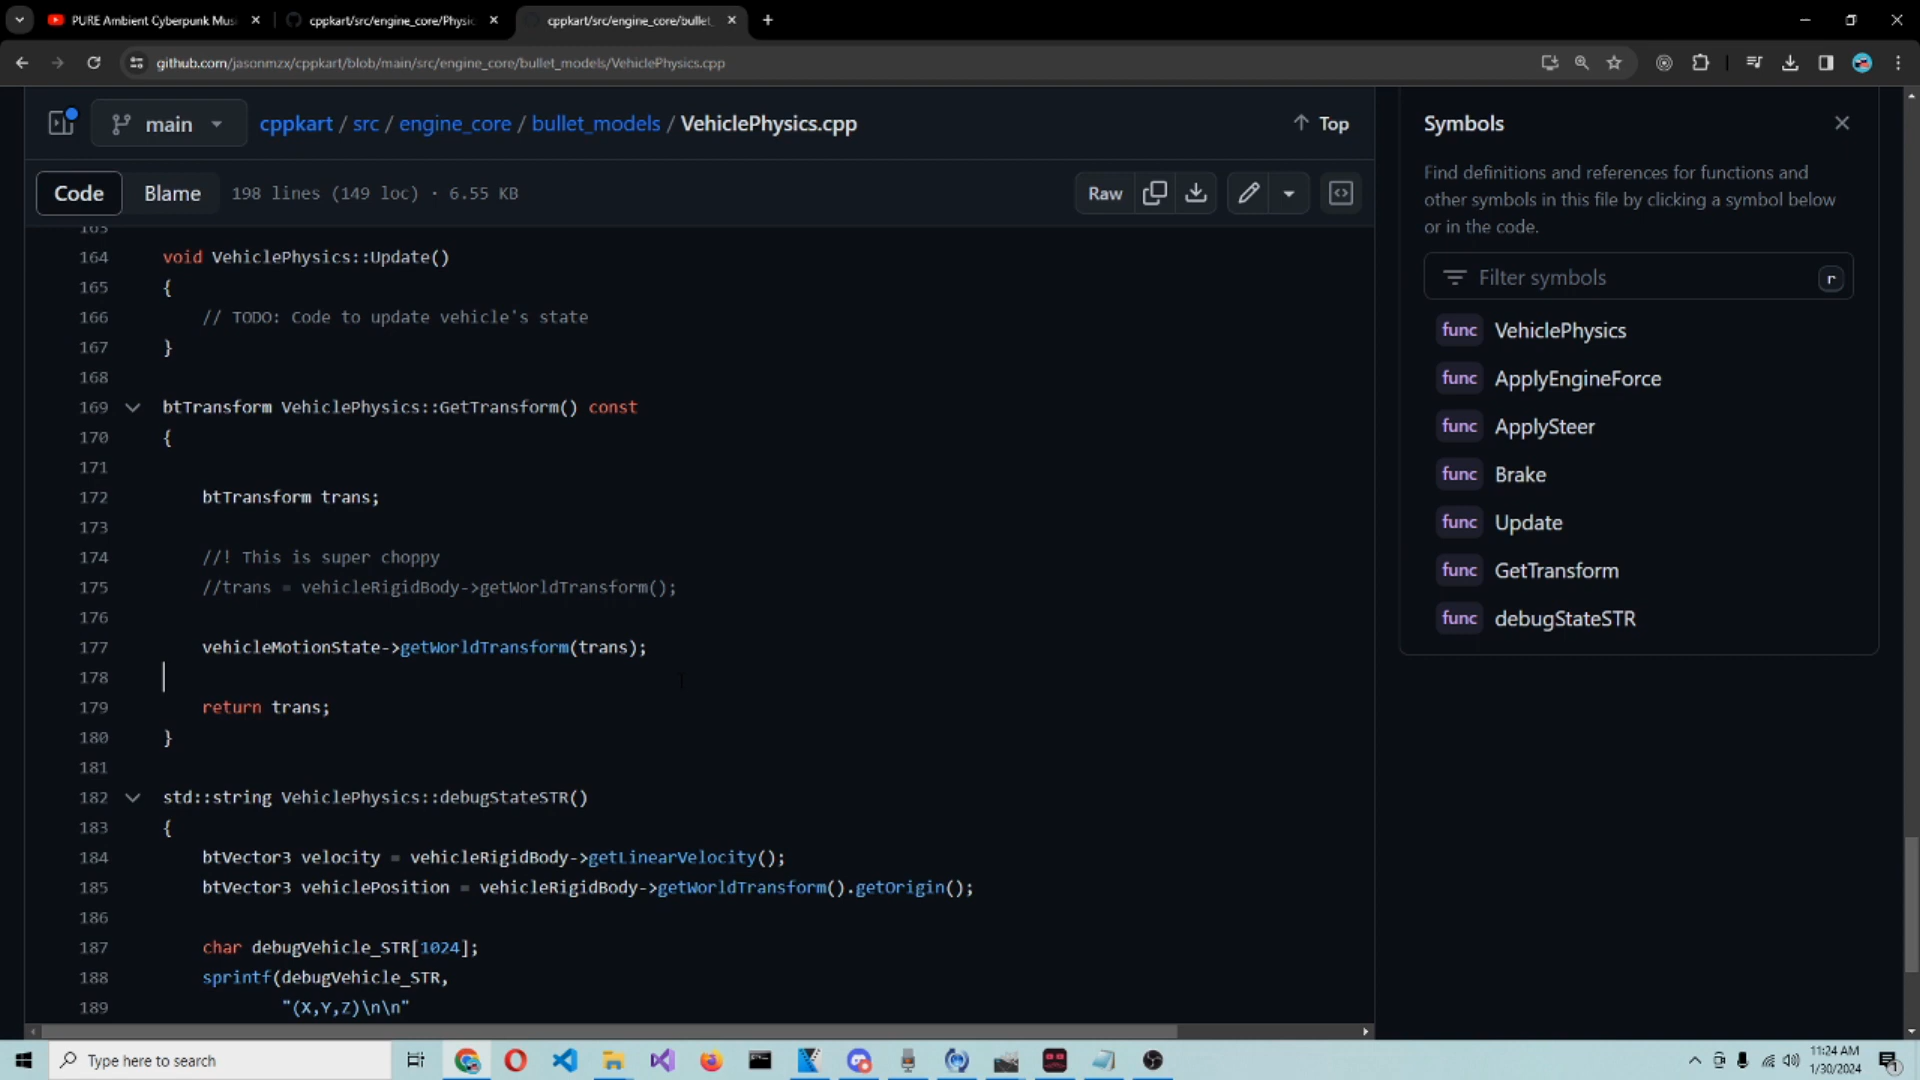 PURE Ambient Cyberpunk Mus
cppkart/src/engine_core/Physic
cppkart/src/engine_core/bullet_
github.com/jasonmzx/cppkart/blob/main/src/engine_core/bullet_models/VehiclePhysics.cpp
main
cppkart / src / engine_core / bullet_models / VehiclePhysics.cpp
Top
Code
Blame
198 lines (149 loc) · 6.55 KB
Raw
163
164 void VehiclePhysics::Update()
165 {
166 // TODO: Code to update vehicle's state
167 }
168
169 btTransform VehiclePhysics::GetTransform() const
170 {
171
172 btTransform trans;
173
174 //! This is super choppy
175 //trans = vehicleRigidBody->getWorldTransform();
176
177 vehicleMotionState->getWorldTransform(trans);
178
179 return trans;
180 }
181
182 std::string VehiclePhysics::debugStateSTR()
183 {
184 btVector3 velocity = vehicleRigidBody->getLinearVelocity();
185 btVector3 vehiclePosition = vehicleRigidBody->getWorldTransform().getOrigin();
186
187 char debugVehicle_STR[1024];
188 sprintf(debugVehicle_STR,
189 "(X,Y,Z)\n\n"
Symbols
Find definitions and references for functions and
other symbols in this file by clicking a symbol below
or in the code.
Filter symbols
r
func VehiclePhysics
func ApplyEngineForce
func ApplySteer
func Brake
func Update
func GetTransform
func debugStateSTR
Type here to search
11:24 AM
1/30/2024
1